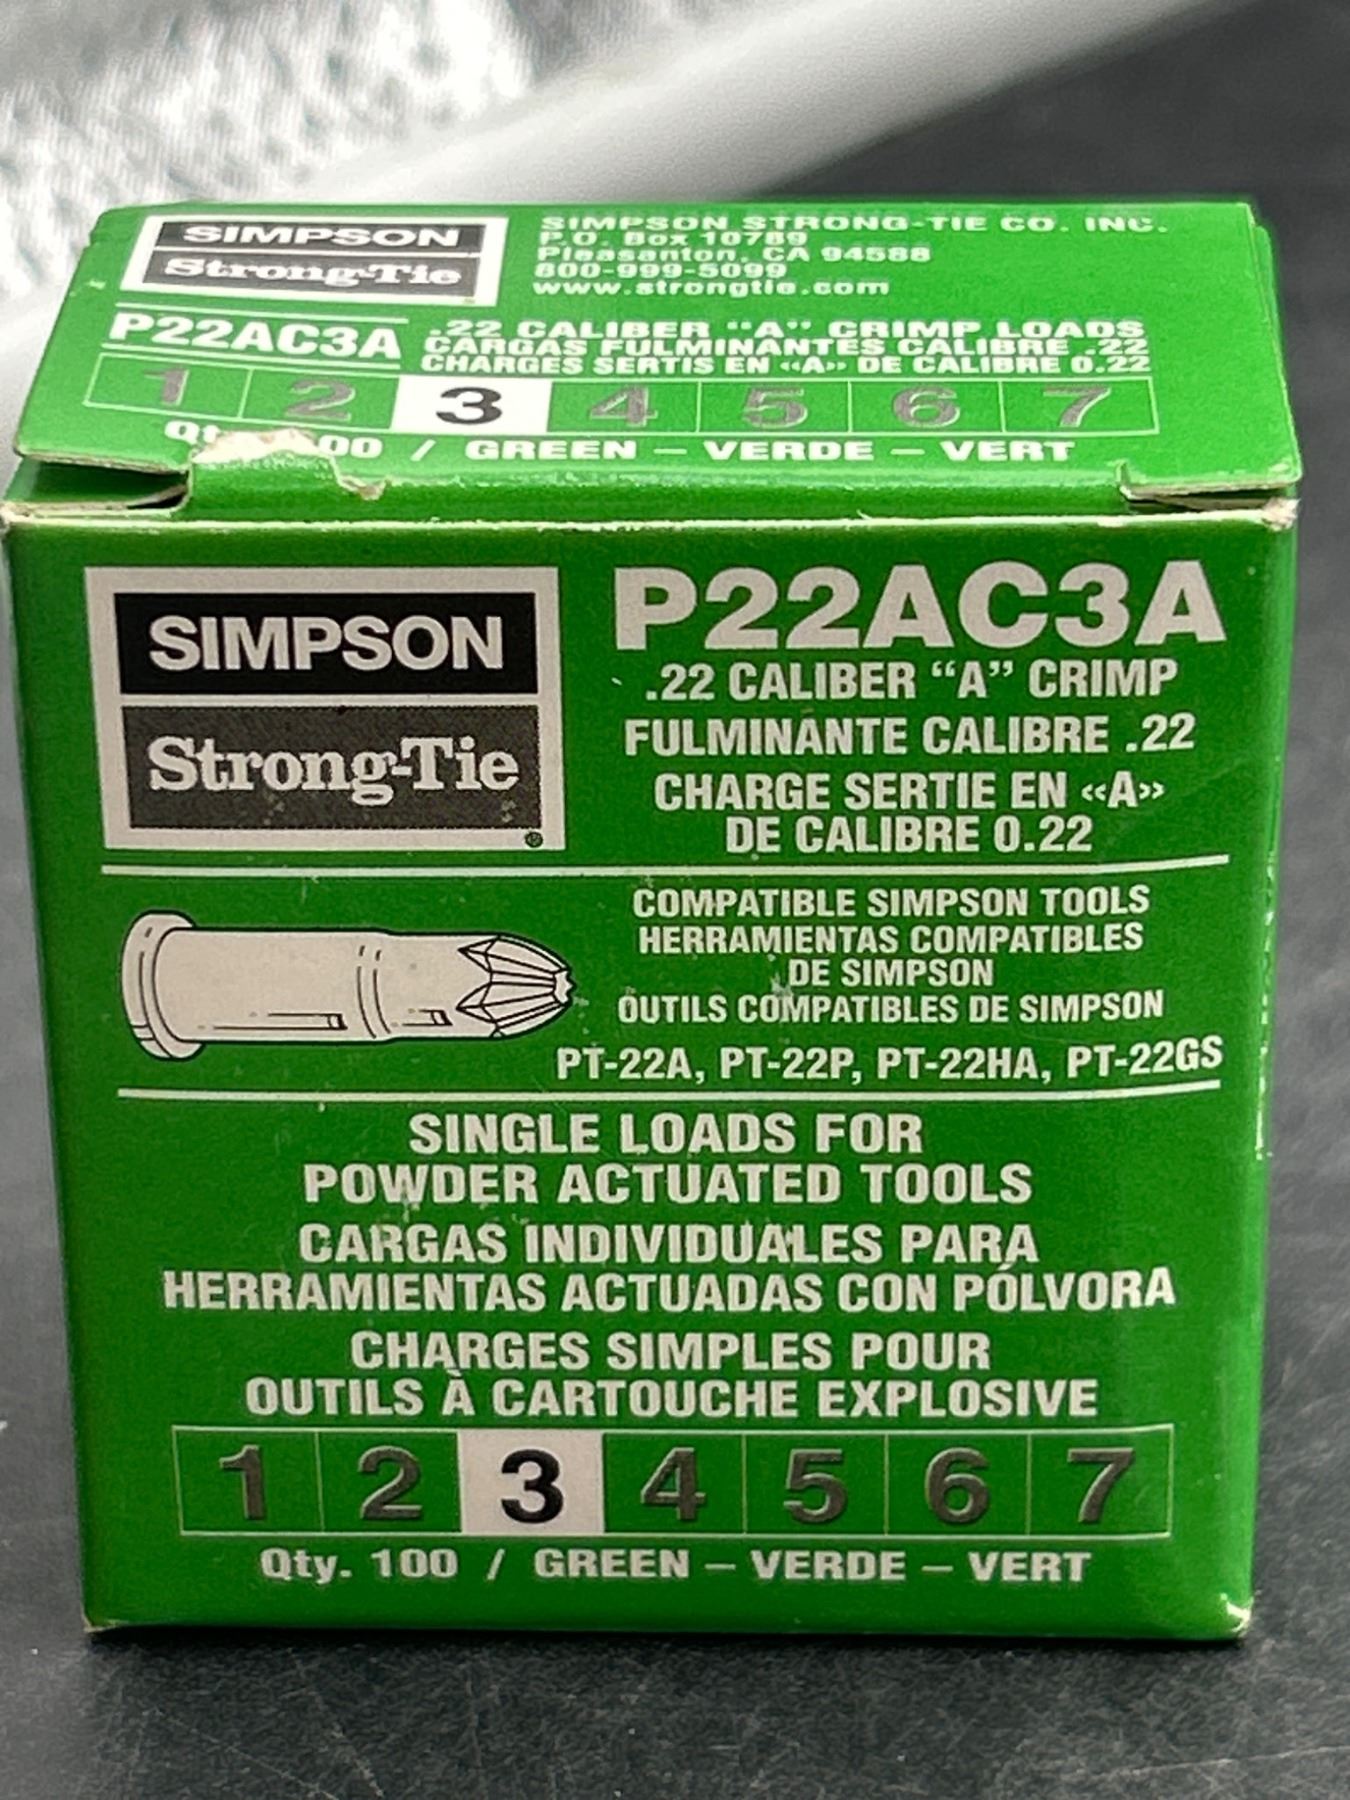 SIMPSON
Strong-Tie
SIMPSON STRONG-TIE CO. INC.
P.O. Box 10789
Pleasanton, CA 94588
800-999-5099
www.strongtie.com
P22AC3A
.22 CALIBER "A" CRIMP LOADS
CARGAS FULMINANTES CALIBRE .22
CHARGES SERTIS EN «A» DE CALIBRE 0.22
1 2 3 4 5 6 7
/ GREEN – VERDE – VERT
SIMPSON
Strong-Tie
P22AC3A
.22 CALIBER “A” CRIMP
FULMINANTE CALIBRE .22
CHARGE SERTIE EN «A»
DE CALIBRE 0.22
COMPATIBLE SIMPSON TOOLS
HERRAMIENTAS COMPATIBLES
DE SIMPSON
OUTILS COMPATIBLES DE SIMPSON
PT-22A, PT-22P, PT-22HA, PT-22GS
SINGLE LOADS FOR
POWDER ACTUATED TOOLS
CARGAS INDIVIDUALES PARA
HERRAMIENTAS ACTUADAS CON PÓLVORA
CHARGES SIMPLES POUR
OUTILS À CARTOUCHE EXPLOSIVE
1 2 3 4 5 6 7
Qty. 100 / GREEN – VERDE – VERT